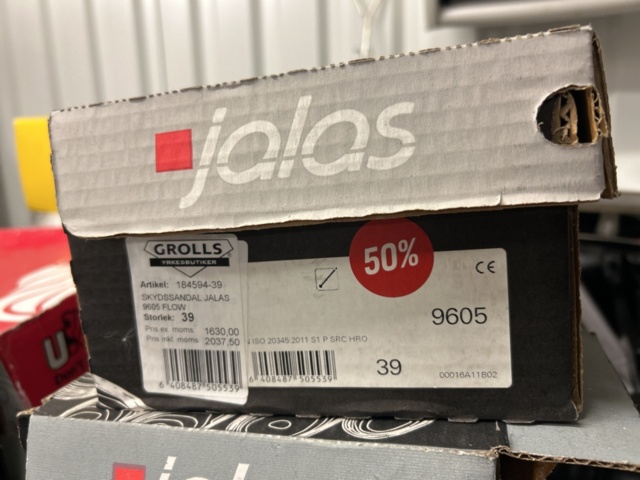 jalas
GROLLS
YRKESBUTIKER
Artikel: 184594-39
SKYDSSANDAL JALAS
9605 FLOW
Storlek: 39
Pris ex. moms 1630,00
Pris inkl. moms 2037,50
6 408487 505539
50%
CE
9605
ISO 20345:2011 S1 P SRC HRO
6 408487 505539
39
00016A11B02
U